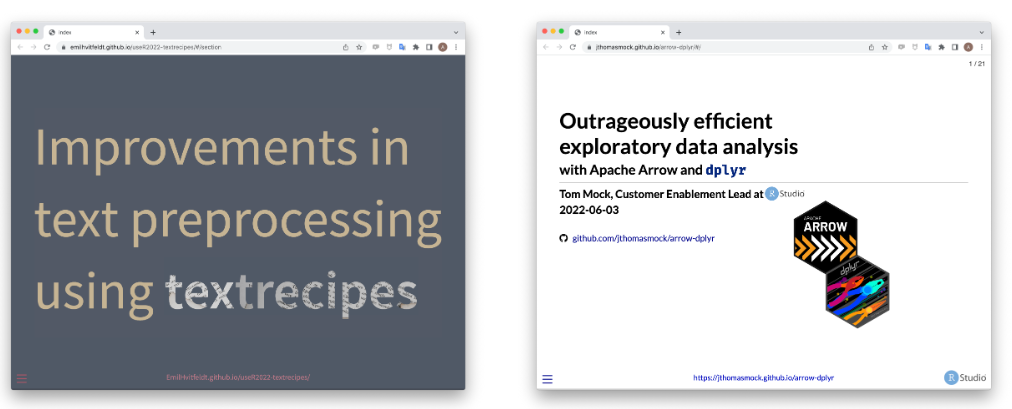 index
emilhvitfeldt.github.io/useR2022-textrecipes/#/section
A
Improvements in
text preprocessing
using textrecipes
EmilHvitfeldt.github.io/useR2022-textrecipes/
index
jthomasmock.github.io/arrow-dplyr/#/
A
1 / 21
Outrageously efficient
exploratory data analysis
with Apache Arrow and dplyr
Tom Mock, Customer Enablement Lead at R Studio
2022-06-03
github.com/jthomasmock/arrow-dplyr
APACHE
ARROW
dplyr
https://jthomasmock.github.io/arrow-dplyr
R Studio